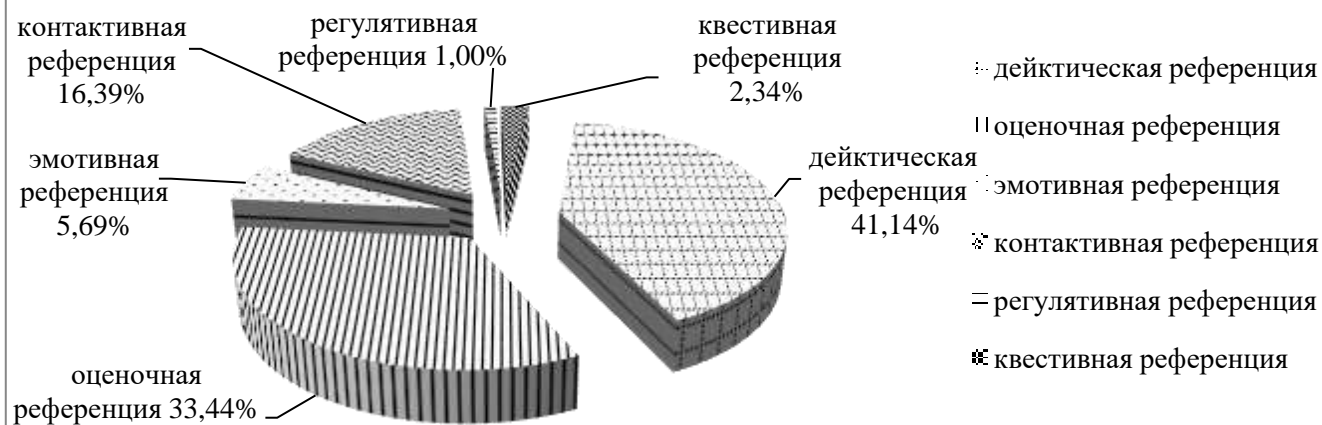 контактивная
референция
16,39%
регулятивная
референция 1,00%
квестивная
референция
2,34%
эмотивная
референция
5,69%
дейктическая
референция
41,14%
оценочная
референция 33,44%
дейктическая референция
оценочная референция
эмотивная референция
контактивная референция
регулятивная референция
квестивная референция